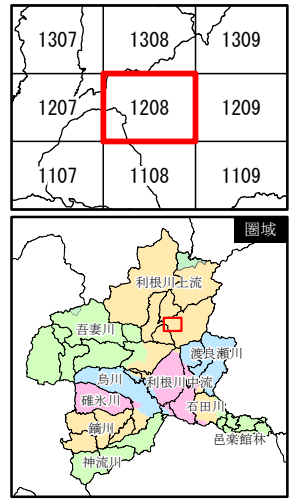 1307 1308 1309
1207 1208 1209
1107 1108 1109
圏域
利根川上流
吾妻川
渡良瀬川
烏川 利根川中流
碓氷川
石田川
鏑川
邑楽館林
神流川